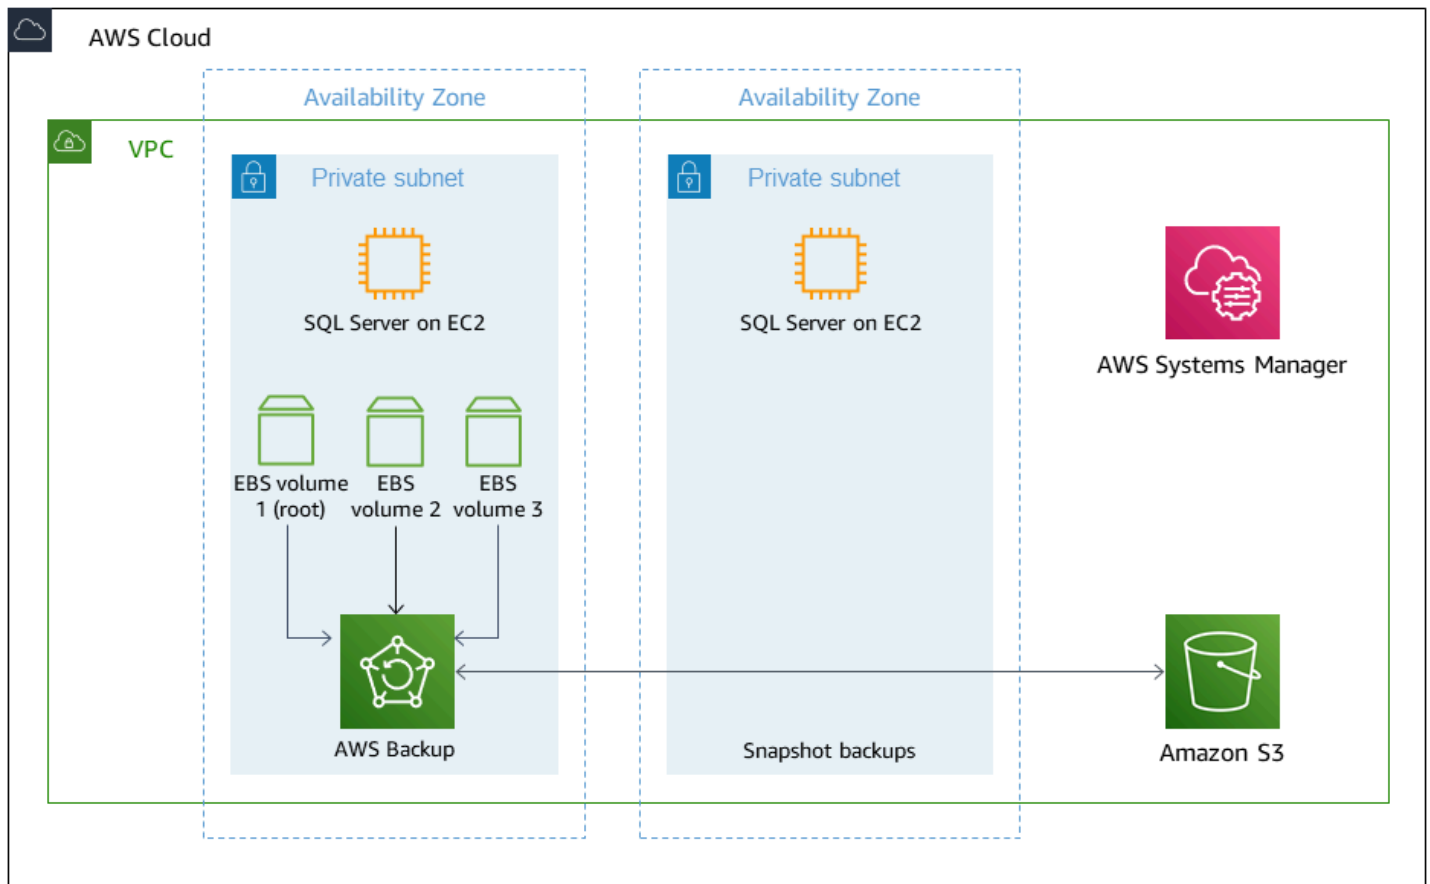 AWS Cloud
Availability Zone
Availability Zone
VPC
Private subnet
Private subnet
SQL Server on EC2
SQL Server on EC2
AWS Systems Manager
EBS volume
1 (root)
EBS
volume 2
EBS
volume 3
AWS Backup
Snapshot backups
Amazon S3